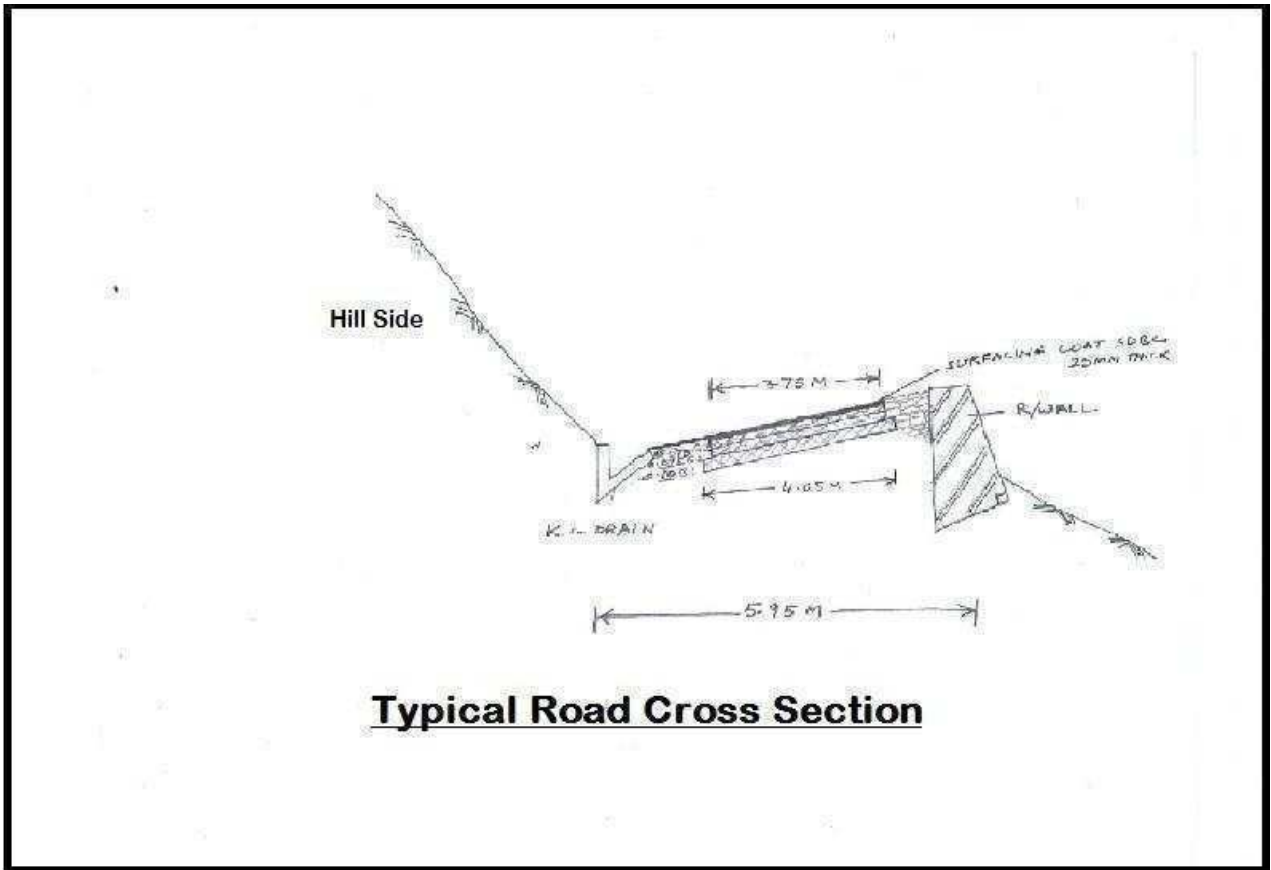 Hill Side
3.75 M
SURFACING COAT SDBC
25MM THICK
R/WALL
4.05 M
K.C. DRAIN
5.95 M
Typical Road Cross Section